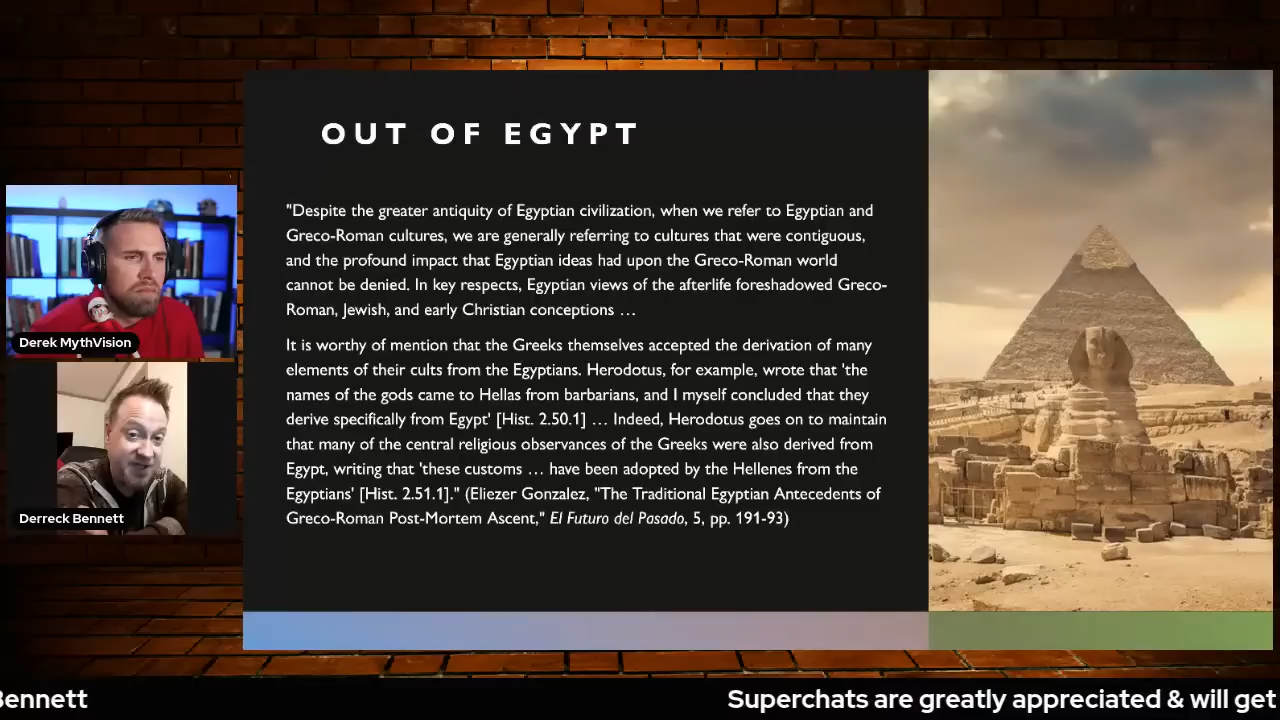 OUT OF EGYPT
"Despite the greater antiquity of Egyptian civilization, when we refer to Egyptian and
Greco-Roman cultures, we are generally referring to cultures that were contiguous,
and the profound impact that Egyptian ideas had upon the Greco-Roman world
cannot be denied. In key respects, Egyptian views of the afterlife foreshadowed Greco-
Roman, Jewish, and early Christian conceptions …
It is worthy of mention that the Greeks themselves accepted the derivation of many
elements of their cults from the Egyptians. Herodotus, for example, wrote that 'the
names of the gods came to Hellas from barbarians, and I myself concluded that they
derive specifically from Egypt' [Hist. 2.50.1] … Indeed, Herodotus goes on to maintain
that many of the central religious observances of the Greeks were also derived from
Egypt, writing that 'these customs … have been adopted by the Hellenes from the
Egyptians' [Hist. 2.51.1]." (Eliezer Gonzalez, "The Traditional Egyptian Antecedents of
Greco-Roman Post-Mortem Ascent," El Futuro del Pasado, 5, pp. 191-93)
Derek MythVision
Derreck Bennett
Bennett
Superchats are greatly appreciated & will get